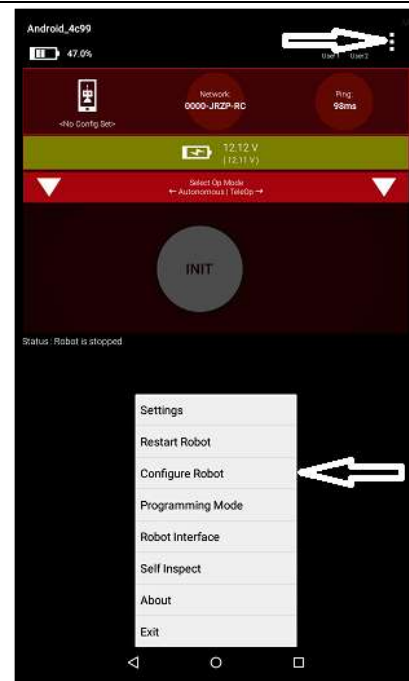 Android_4c99
47.0%
User1 User2
<No Config Set>
Network:
0000-JRZP-RC
Ping:
98ms
12.12 V
(12.11 V)
Select Op Mode
← Autonomous | TeleOp →
INIT
Status : Robot is stopped
Settings
Restart Robot
Configure Robot
Programming Mode
Robot Interface
Self Inspect
About
Exit